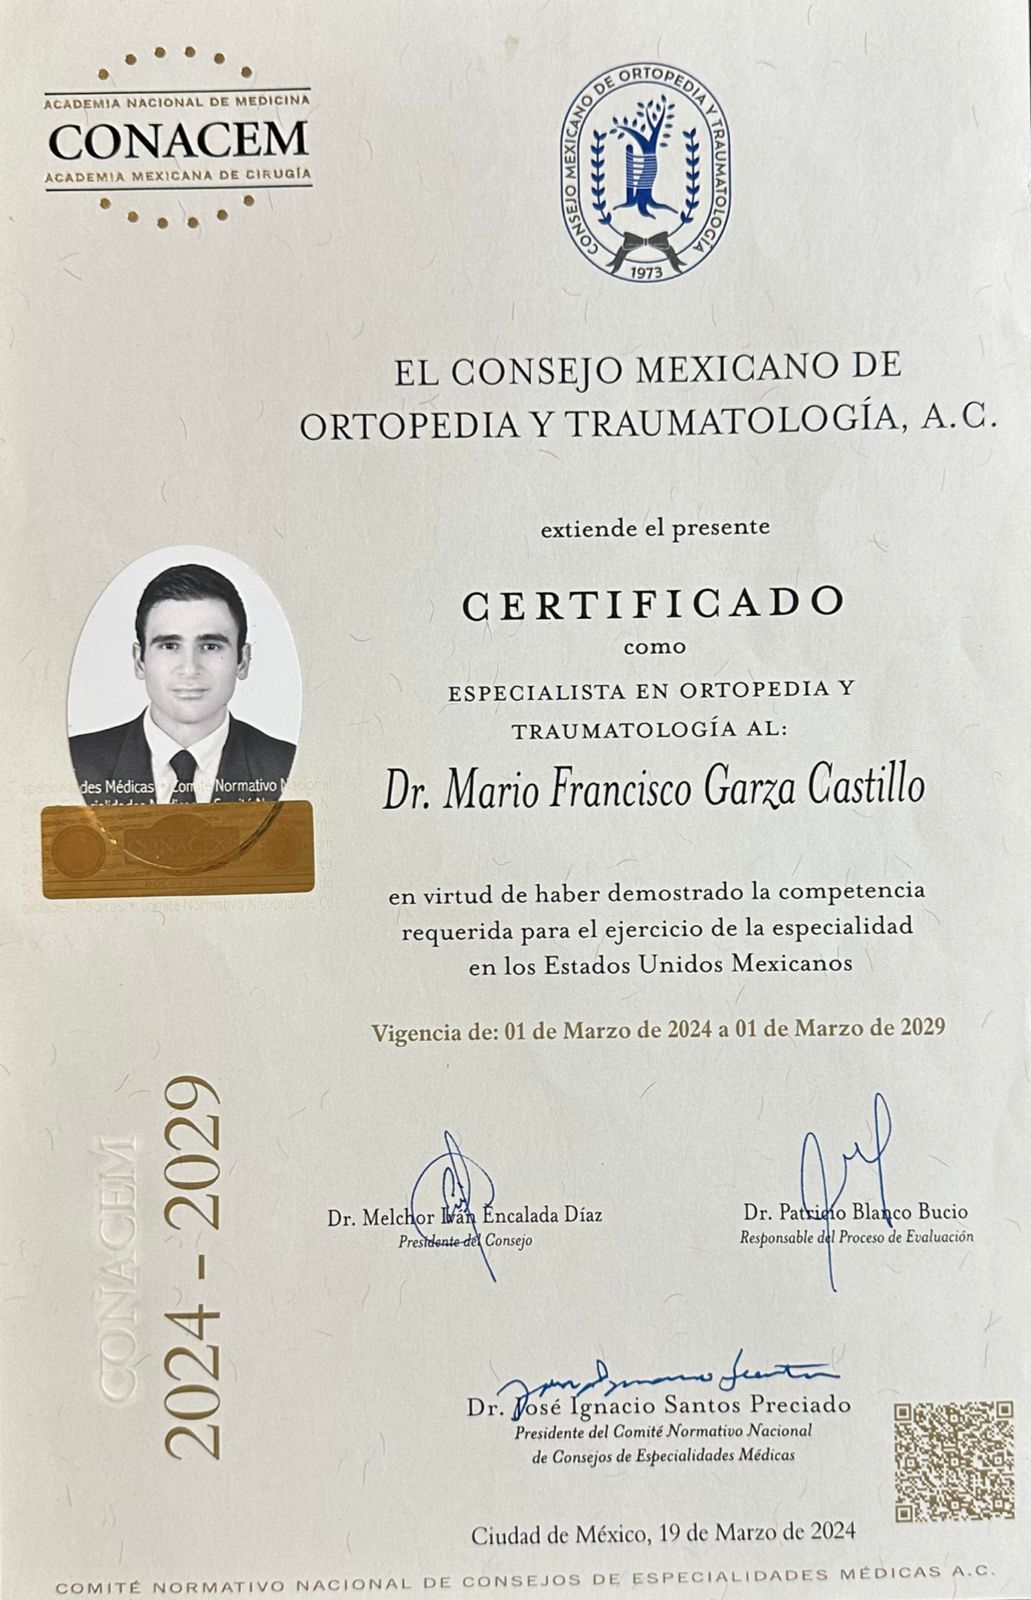 ACADEMIA NACIONAL DE MEDICINA
CONACEM
ACADEMIA MEXICANA DE CIRUGÍA
CONSEJO MEXICANO DE ORTOPEDIA Y TRAUMATOLOGÍA
1973
EL CONSEJO MEXICANO DE
ORTOPEDIA Y TRAUMATOLOGÍA, A.C.
extiende el presente
CERTIFICADO
como
ESPECIALISTA EN ORTOPEDIA Y
TRAUMATOLOGÍA AL:
Dr. Mario Francisco Garza Castillo
des Médicas • Comité Normativo
CONACEM
en virtud de haber demostrado la competencia
requerida para el ejercicio de la especialidad
en los Estados Unidos Mexicanos
Vigencia de: 01 de Marzo de 2024 a 01 de Marzo de 2029
CONACEM
2024 - 2029
Dr. Melchor Iván Encalada Díaz
Presidente del Consejo
Dr. Patricio Blanco Bucio
Responsable del Proceso de Evaluación
Dr. José Ignacio Santos Preciado
Presidente del Comité Normativo Nacional
de Consejos de Especialidades Médicas
Ciudad de México, 19 de Marzo de 2024
COMITÉ NORMATIVO NACIONAL DE CONSEJOS DE ESPECIALIDADES MÉDICAS A.C.